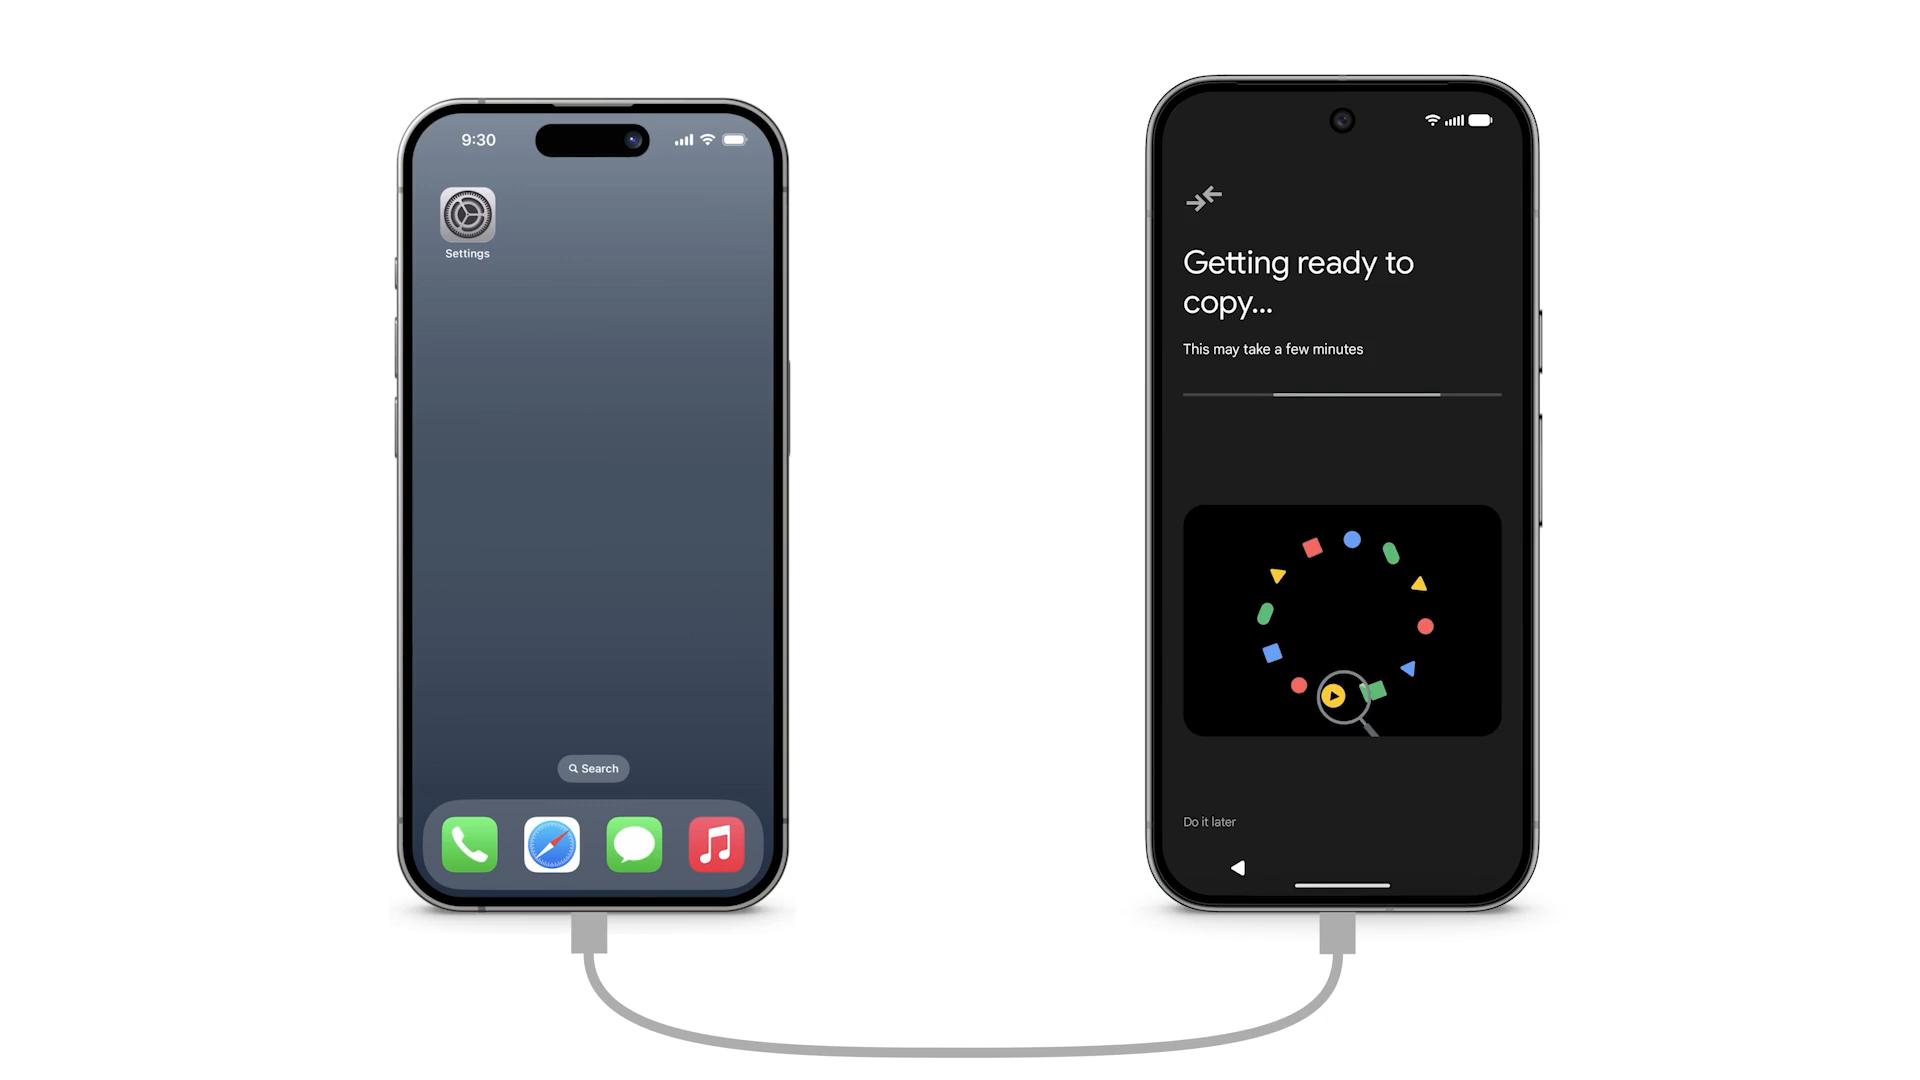 9:30
Settings
Search
Getting ready to
copy...
This may take a few minutes
Do it later